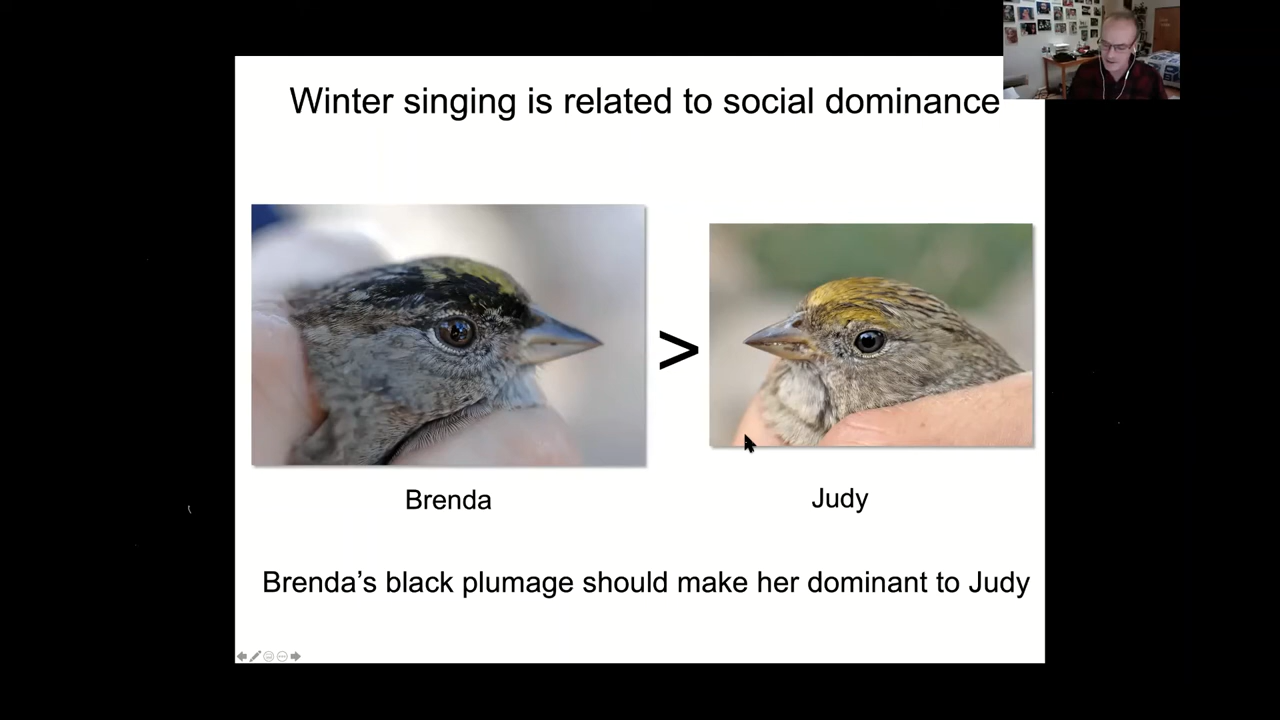 Winter singing is related to social dominance
>
Brenda
Judy
Brenda’s black plumage should make her dominant to Judy